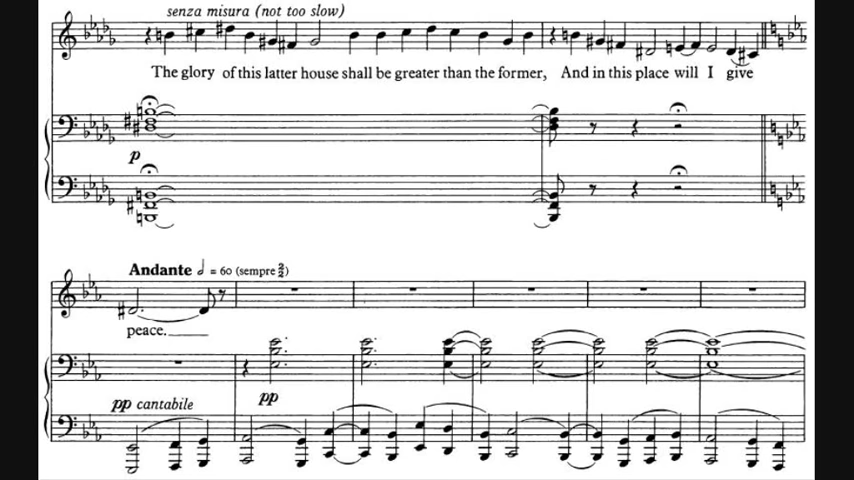 senza misura (not too slow)
The glory of this latter house shall be greater than the former, And in this place will I give
p
Andante 𝅗𝅥 = 60 (sempre 2/2)
peace.
pp cantabile
pp